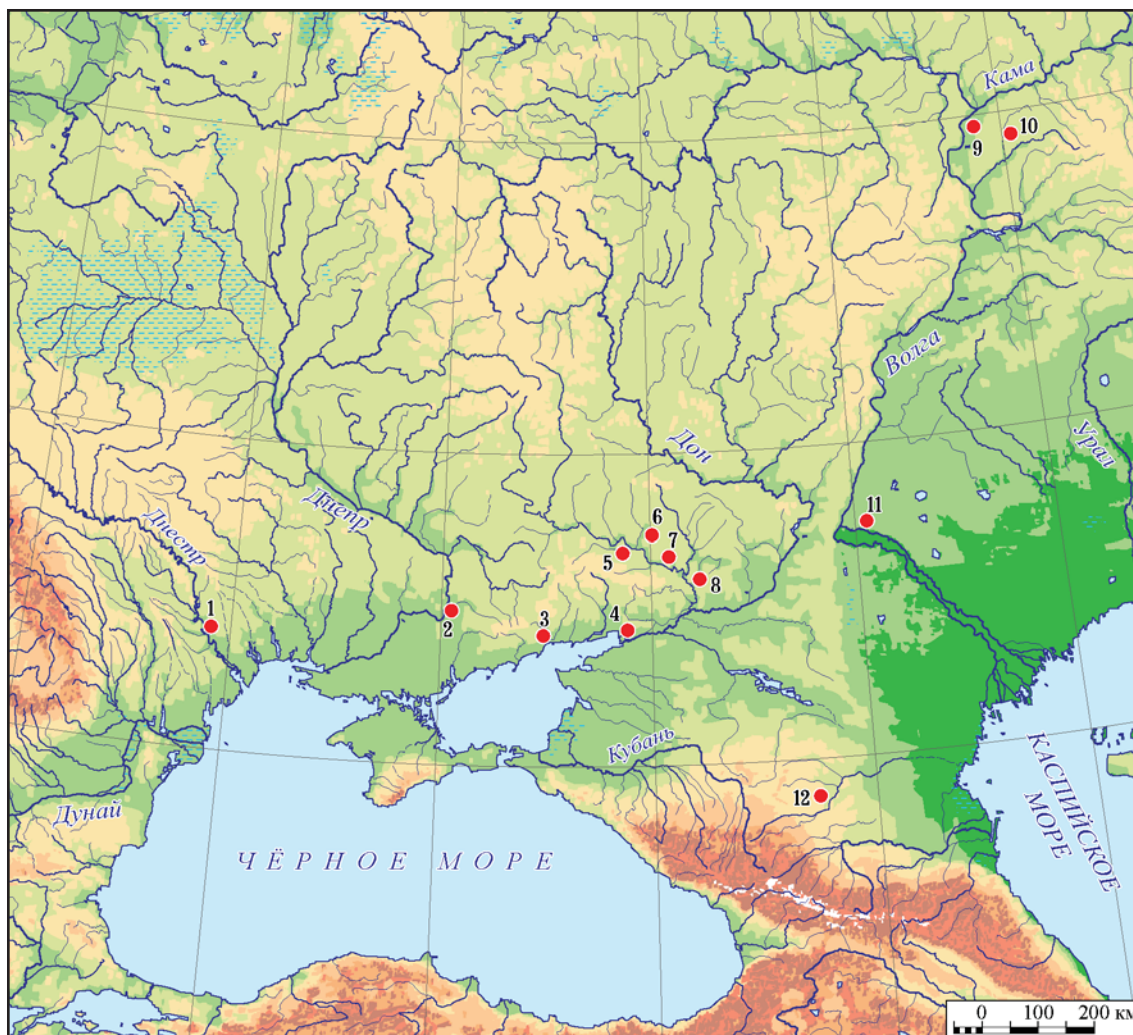 Кама
9
10
Волга
Дон
Урал
Днепр
Днестр
11
6
7
5
8
1
2
3
4
Кубань
КАСПИЙСКОЕ
МОРЕ
12
Дунай
ЧЁРНОЕ МОРЕ
0 100 200 км